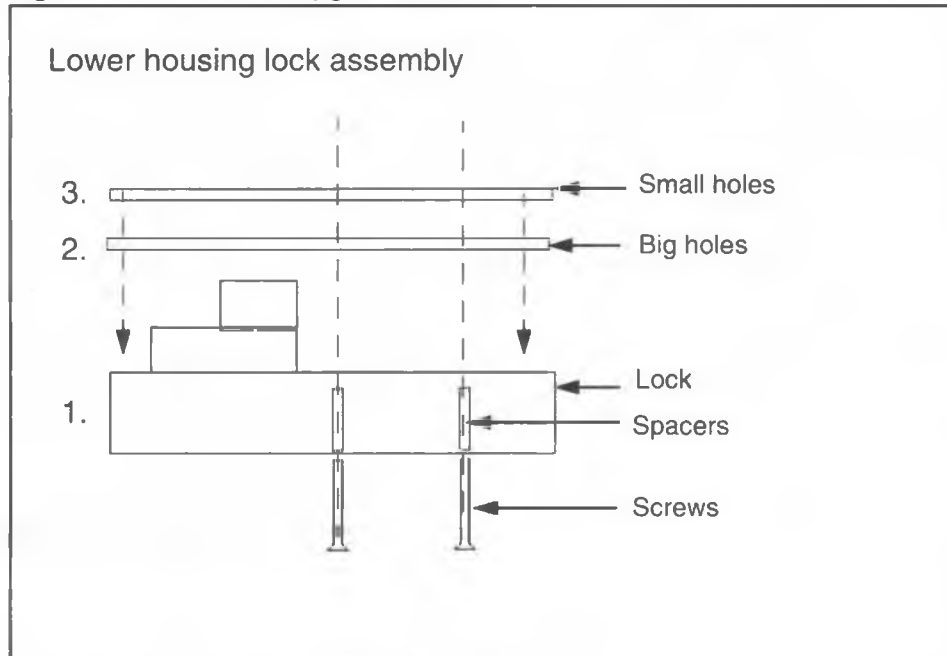 Lower housing lock assembly
3.
Small holes
2.
Big holes
Lock
1.
Spacers
Screws